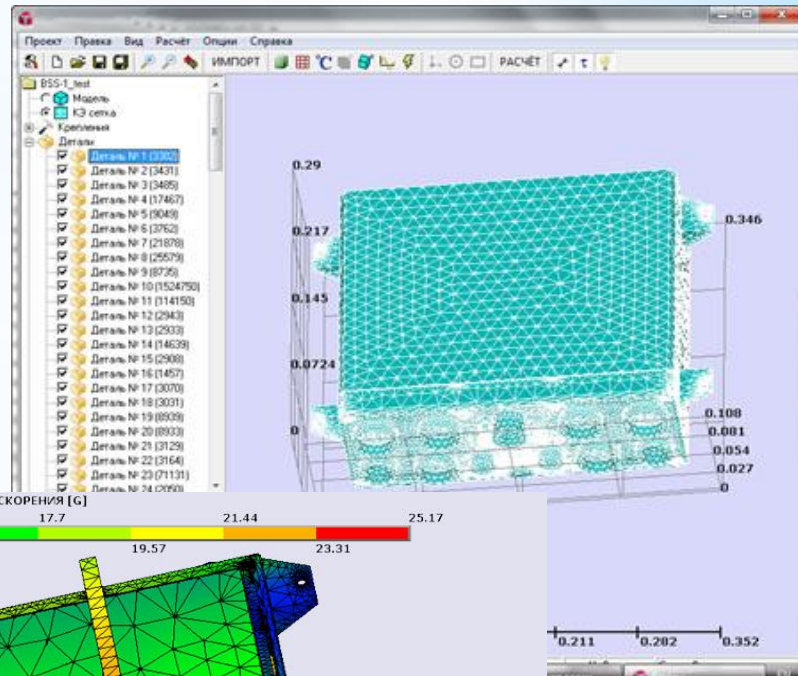 Проект Правка Вид Расчёт Опции Справка
ИМПОРТ РАСЧЁТ
BSS-1_test
Модель
КЭ сетка
Крепления
Детали
Деталь № 1 (3302)
Деталь № 2 (3431)
Деталь № 3 (3485)
Деталь № 4 (17467)
Деталь № 5 (9049)
Деталь № 6 (3762)
Деталь № 7 (21878)
Деталь № 8 (25579)
Деталь № 9 (8735)
Деталь № 10 (1524750)
Деталь № 11 (114150)
Деталь № 12 (2943)
Деталь № 13 (2933)
Деталь № 14 (14639)
Деталь № 15 (2908)
Деталь № 16 (1457)
Деталь № 17 (3070)
Деталь № 18 (3031)
Деталь № 19 (8939)
Деталь № 20 (8933)
Деталь № 21 (3129)
Деталь № 22 (3164)
Деталь № 23 (71131)
Деталь № 24 (2050)
0.29
0.217
0.145
0.0724
0
0.346
0.108
0.081
0.054
0.027
0
0.211 0.282 0.352
СКОРЕНИЯ [G]
17.7 21.44 25.17
19.57 23.31